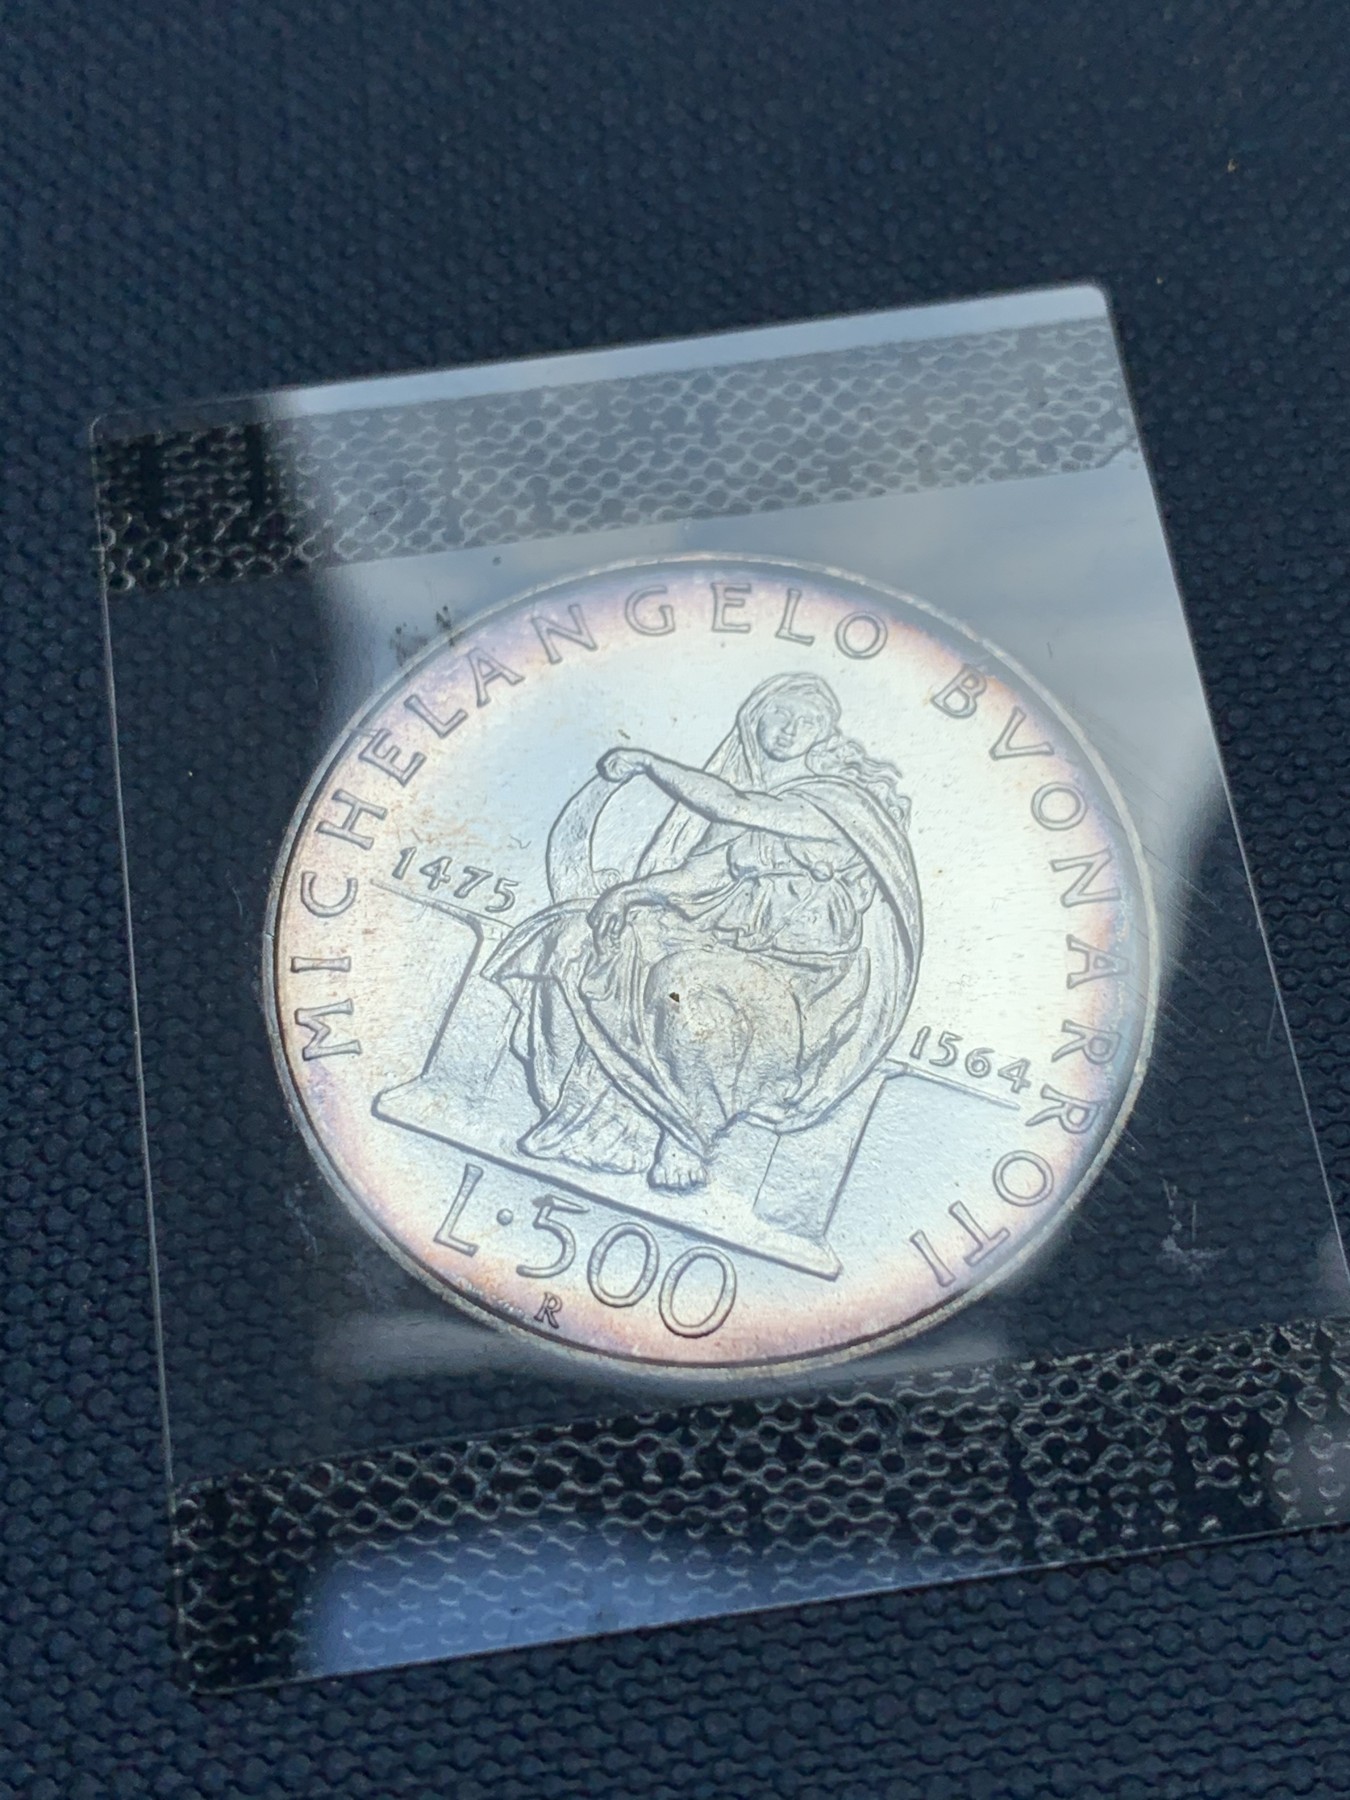 MICHELANGELO BVONARROTI
1475
1564
L·500
R